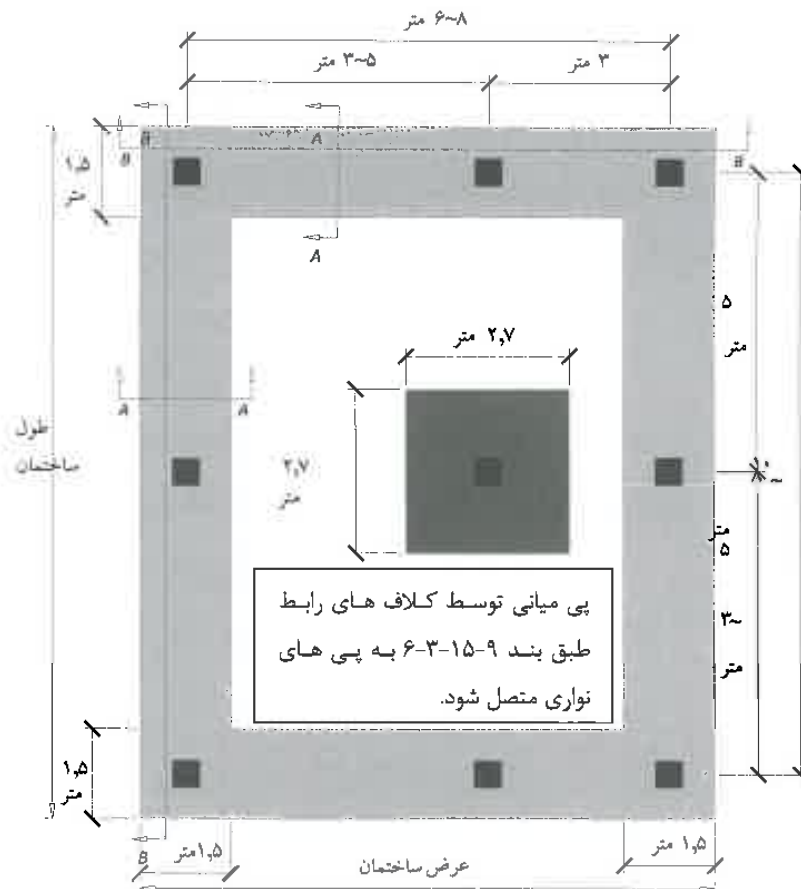 ۶~۸ متر
۳~۵ متر
۳ متر
B
A
B
B
۱,۵
متر
A
۵
متر
۲,۷ متر
A
A
طول
ساختمان
۲,۷
متر
متر
۵
۳~
متر
پی میانی توسط کلاف های رابط
طبق بند ۹-۱۵-۳-۶ به پی های
نواری متصل شود.
۱,۵
متر
B
۱,۵متر
عرض ساختمان
۱,۵ متر